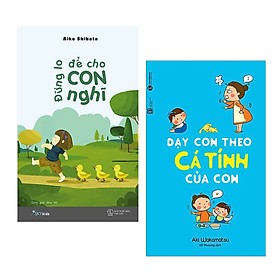 Aiko Shibata
Đừng lo
để cho
CON
nghĩ
DẠY CON THEO
CÁ TÍNH
CỦA CON
Aki Wakamatsu